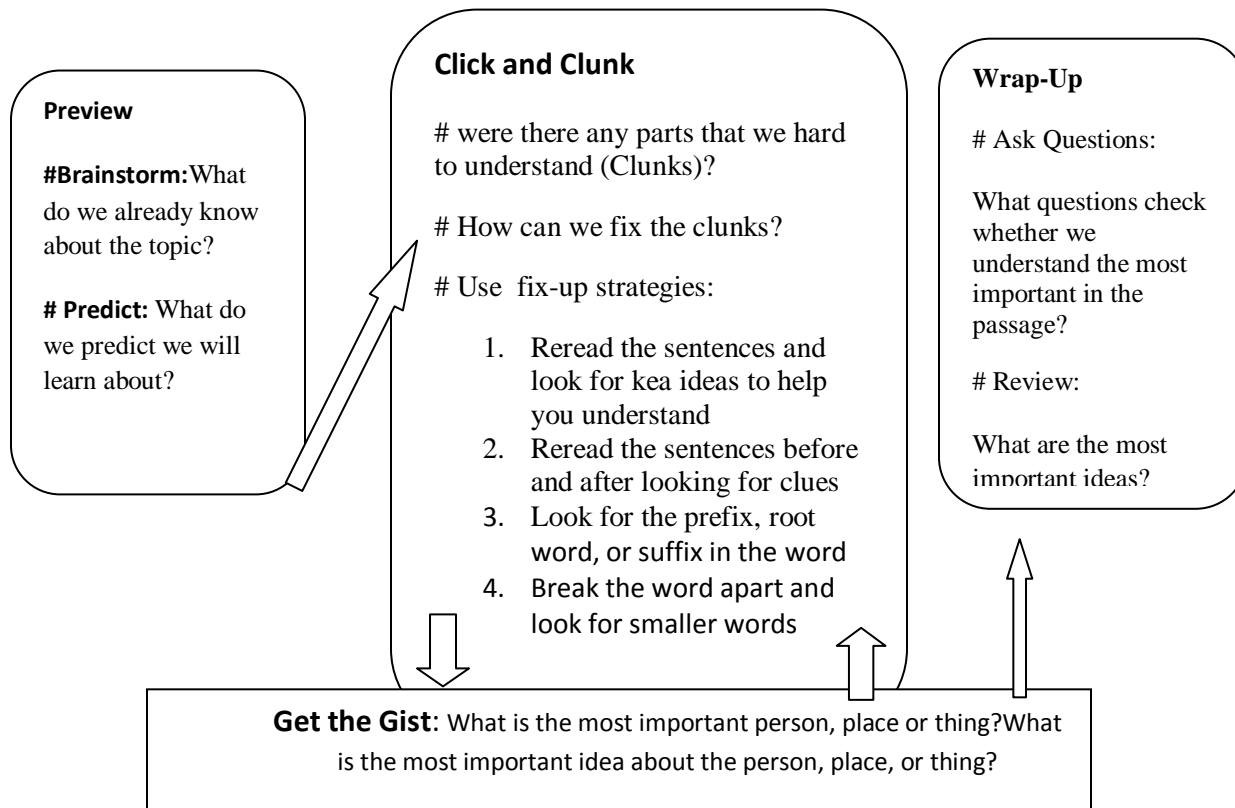 Preview
#Brainstorm:What
do we already know
about the topic?
# Predict: What do
we predict we will
learn about?
Click and Clunk
# were there any parts that we hard
to understand (Clunks)?
# How can we fix the clunks?
# Use fix-up strategies:
1. Reread the sentences and
look for kea ideas to help
you understand
2. Reread the sentences before
and after looking for clues
3. Look for the prefix, root
word, or suffix in the word
4. Break the word apart and
look for smaller words
Wrap-Up
# Ask Questions:
What questions check
whether we
understand the most
important in the
passage?
# Review:
What are the most
important ideas?
Get the Gist: What is the most important person, place or thing?What
is the most important idea about the person, place, or thing?